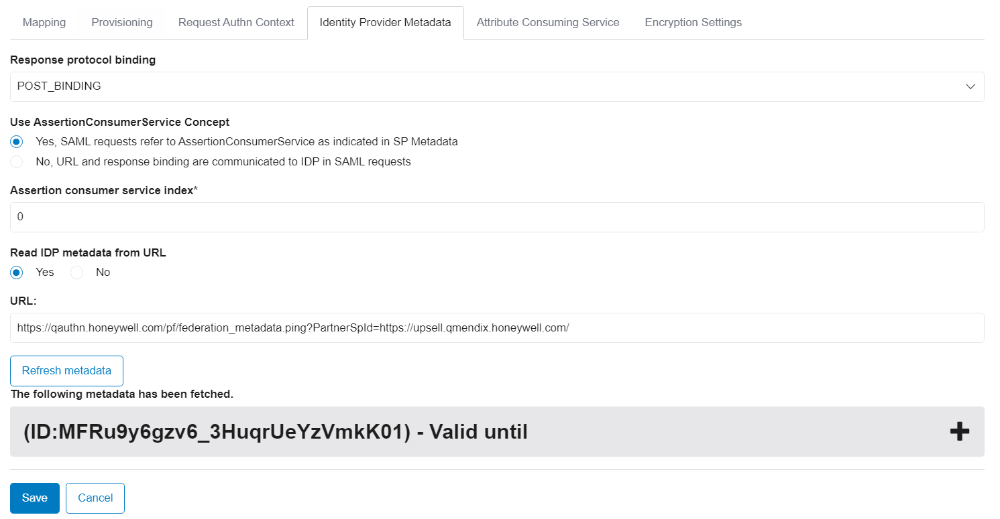 Mapping Provisioning Request Authn Context Identity Provider Metadata Attribute Consuming Service Encryption Settings
Response protocol binding
POST_BINDING
Use AssertionConsumerService Concept
Yes, SAML requests refer to AssertionConsumerService as indicated in SP Metadata
No, URL and response binding are communicated to IDP in SAML requests
Assertion consumer service index*
0
Read IDP metadata from URL
Yes No
URL:
https://qauthn.honeywell.com/pf/federation_metadata.ping?PartnerSpId=https://upsell.qmendix.honeywell.com/
Refresh metadata
The following metadata has been fetched.
(ID:MFRu9y6gzv6_3HuqrUeYzVmkK01) - Valid until
Save Cancel